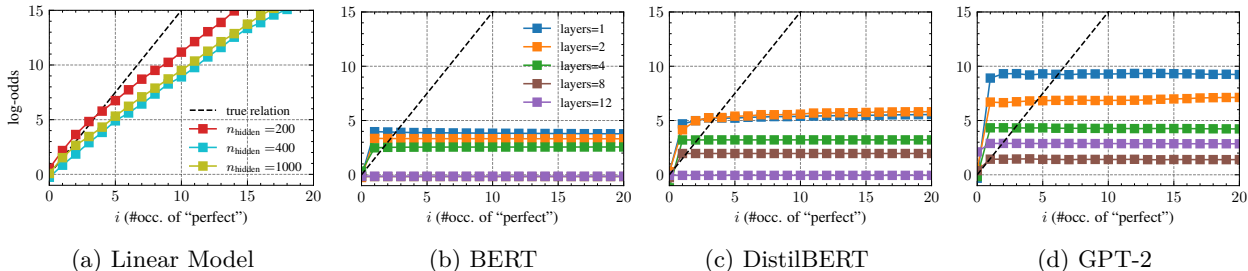 15
10
5
0
log-odds
true relation
n_hidden =200
n_hidden =400
n_hidden =1000
0 5 10 15 20
i (#occ. of “perfect”)
(a) Linear Model
15
10
5
0
layers=1
layers=2
layers=4
layers=8
layers=12
0 5 10 15 20
i (#occ. of “perfect”)
(b) BERT
15
10
5
0
0 5 10 15 20
i (#occ. of “perfect”)
(c) DistilBERT
15
10
5
0
0 5 10 15 20
i (#occ. of “perfect”)
(d) GPT-2